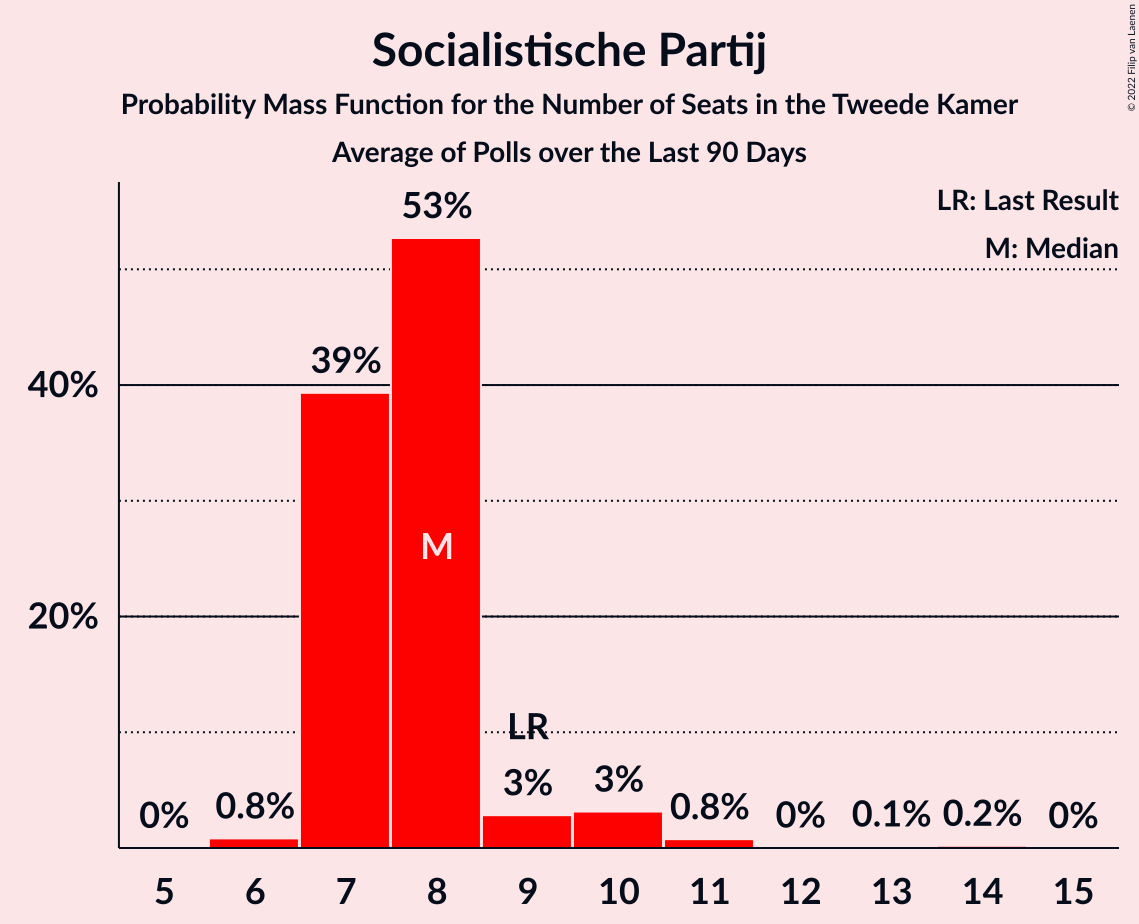 Socialistische Partij
Probability Mass Function for the Number of Seats in the Tweede Kamer
Average of Polls over the Last 90 Days
© 2022 Filip van Laenen
LR: Last Result
M: Median
53%
39%
40%
M
20%
LR
0%
0.8%
3%
3%
0.8%
0%
0.1%
0.2%
0%
5 6 7 8 9 10 11 12 13 14 15